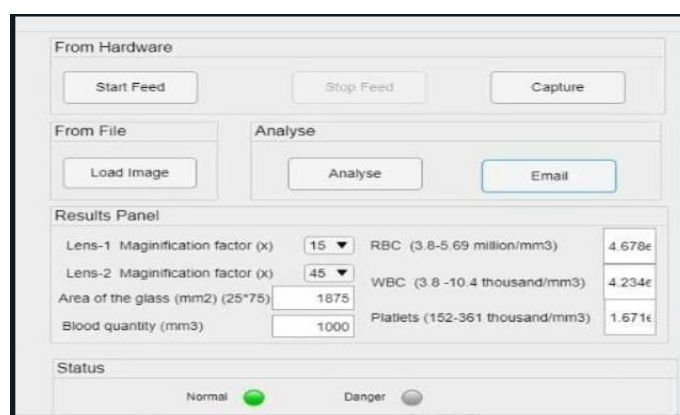 From Hardware
Start Feed Stop Feed Capture
From File Analyse
Load Image Analyse Email
Results Panel
Lens-1 Maginification factor (x) 15 RBC (3.8-5.69 million/mm3) 4.678e
Lens-2 Maginification factor (x) 45 WBC (3.8 -10.4 thousand/mm3) 4.234e
Area of the glass (mm2) (25*75) 1875 Platlets (152-361 thousand/mm3) 1.671e
Blood quantity (mm3) 1000
Status
Normal Danger